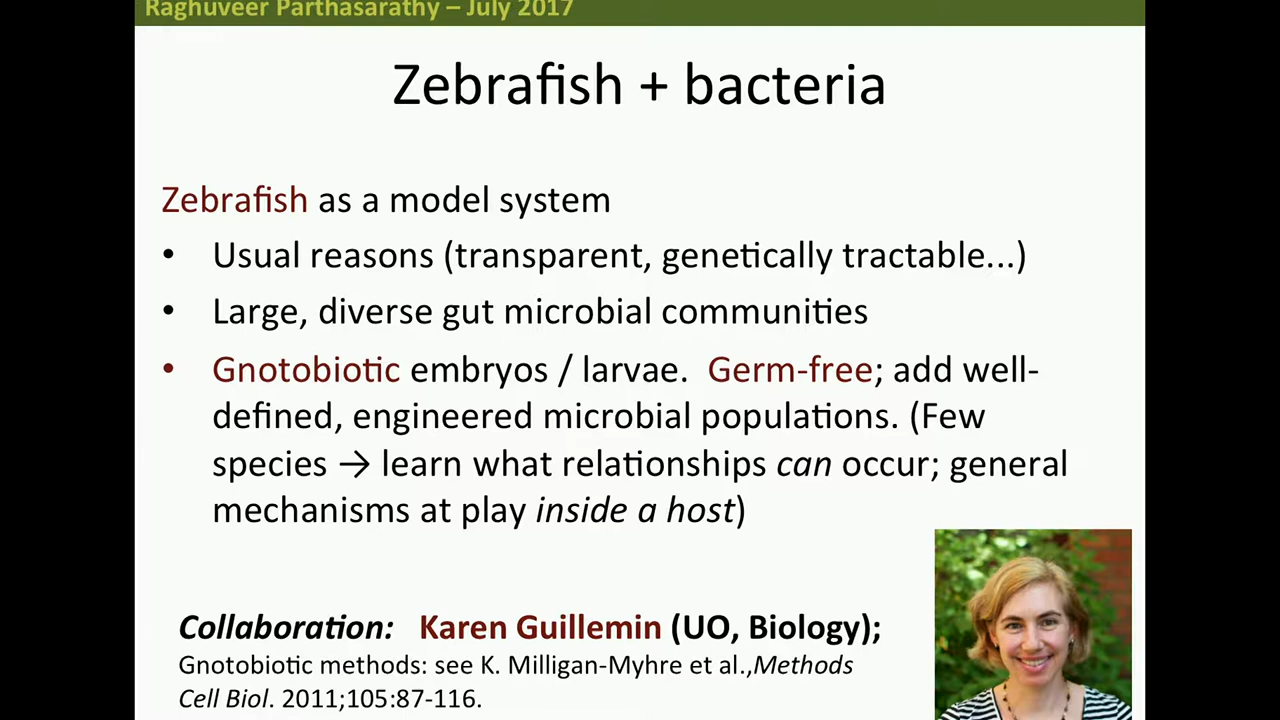 Raghuveer Parthasarathy – July 2017
Zebrafish + bacteria
Zebrafish as a model system
• Usual reasons (transparent, genetically tractable...)
• Large, diverse gut microbial communities
• Gnotobiotic embryos / larvae. Germ-free; add well-
defined, engineered microbial populations. (Few
species → learn what relationships can occur; general
mechanisms at play inside a host)
Collaboration: Karen Guillemin (UO, Biology);
Gnotobiotic methods: see K. Milligan-Myhre et al.,Methods
Cell Biol. 2011;105:87-116.